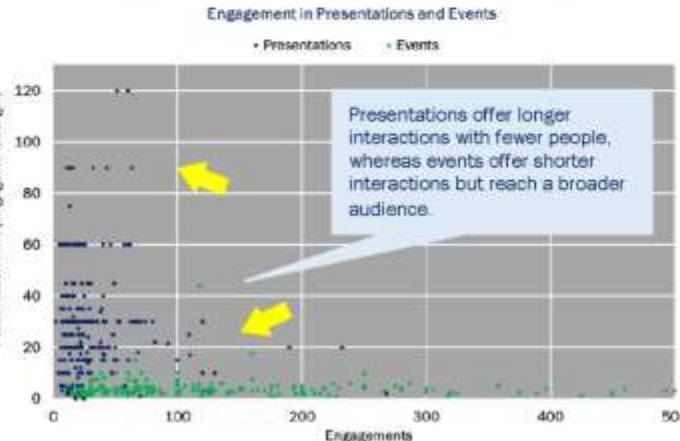 Engagement in Presentations and Events
Presentations Events
120
100
80
60
40
20
0
Presentations offer longer
interactions with fewer people,
whereas events offer shorter
interactions but reach a broader
audience.
0 100 200 300 400 500
Engagements